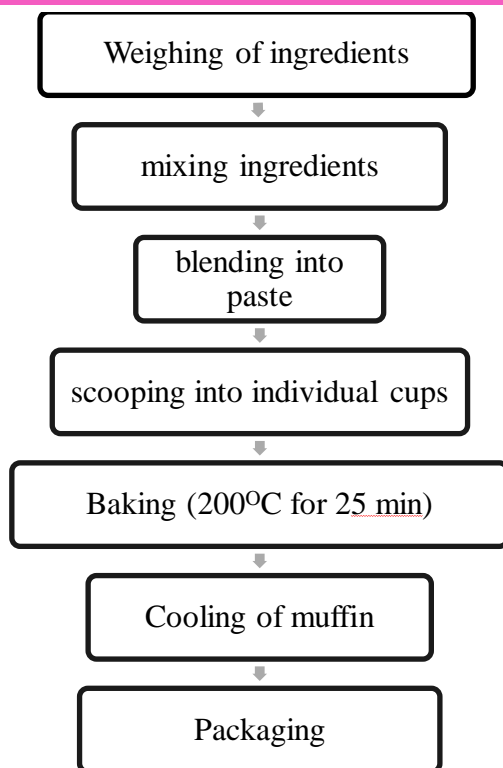 Weighing of ingredients
mixing ingredients
blending into
paste
scooping into individual cups
Baking (200ᴼC for 25 min)
Cooling of muffin
Packaging